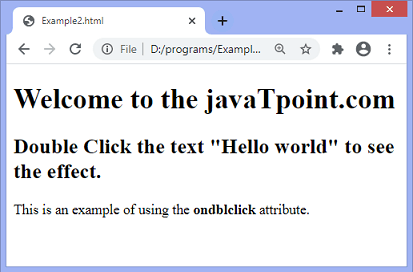 Example2.html
File D:/programs/Exampl...
Welcome to the javaTpoint.com
Double Click the text "Hello world" to see
the effect.
This is an example of using the ondblclick attribute.